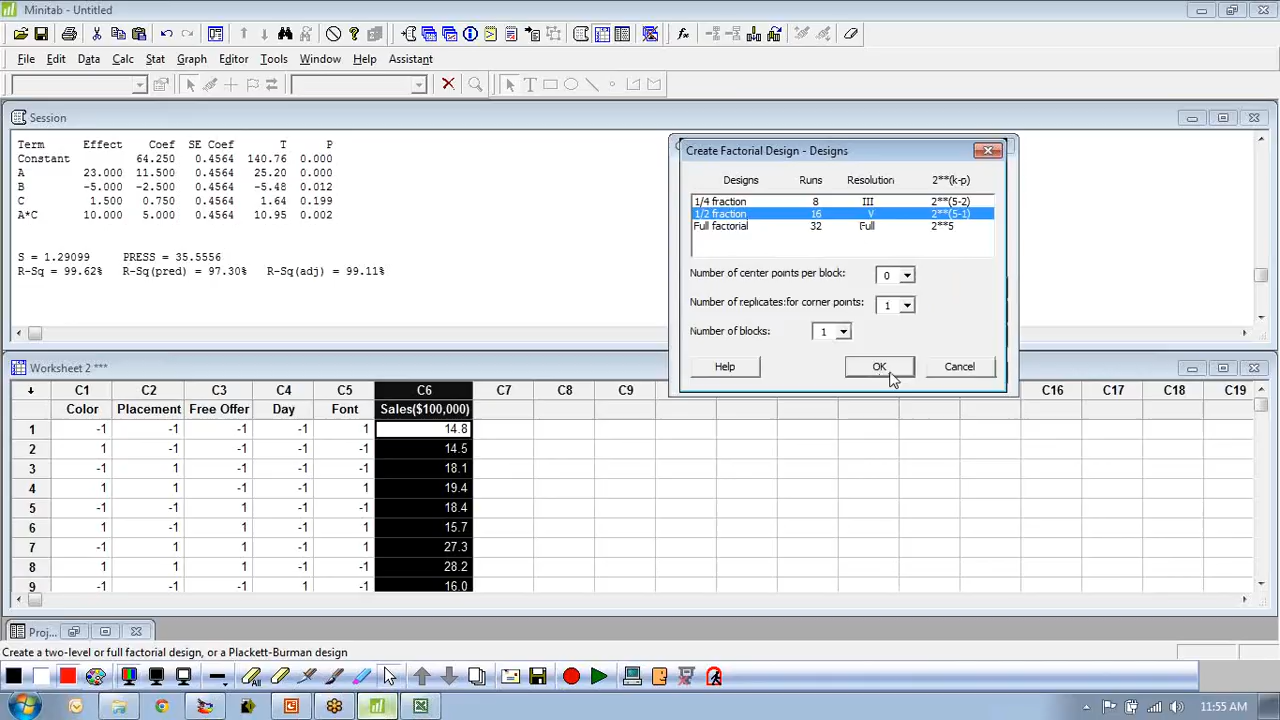 Minitab - Untitled
File Edit Data Calc Stat Graph Editor Tools Window Help Assistant
Session
Term Effect Coef SE Coef T P
Constant 64.250 0.4564 140.76 0.000
A 23.000 11.500 0.4564 25.20 0.000
B -5.000 -2.500 0.4564 -5.48 0.012
C 1.500 0.750 0.4564 1.64 0.199
A*C 10.000 5.000 0.4564 10.95 0.002
S = 1.29099 PRESS = 35.5556
R-Sq = 99.62% R-Sq(pred) = 97.30% R-Sq(adj) = 99.11%
Create Factorial Design - Designs
Designs Runs Resolution 2**(k-p)
1/4 fraction 8 III 2**(5-2)
1/2 fraction 16 V 2**(5-1)
Full factorial 32 Full 2**5
Number of center points per block: 0
Number of replicates for corner points: 1
Number of blocks: 1
Help OK Cancel
Worksheet 2 ***
C1 C2 C3 C4 C5 C6 C7 C8 C9 C16 C17 C18 C19
Color Placement Free Offer Day Font Sales($100,000)
1 -1 -1 -1 -1 1 14.8
2 1 -1 -1 -1 -1 14.5
3 -1 1 -1 -1 -1 18.1
4 1 1 -1 -1 1 19.4
5 -1 -1 1 -1 -1 18.4
6 1 -1 1 -1 1 15.7
7 -1 1 1 -1 1 27.3
8 1 1 1 -1 -1 28.2
9 -1 -1 -1 1 -1 16.0
Proj...
Create a two-level or full factorial design, or a Plackett-Burman design
All
11:55 AM